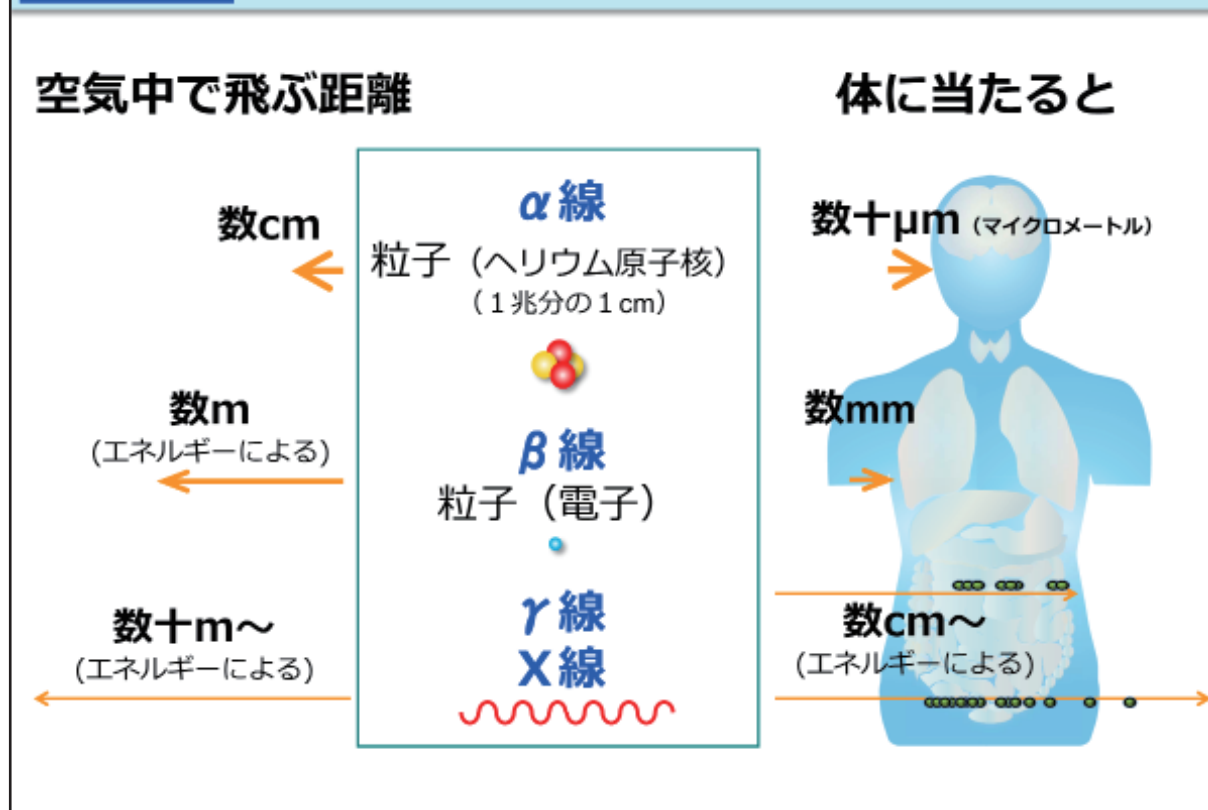 空気中で飛ぶ距離
体に当たると
α線
数cm
数十μm（マイクロメートル）
粒子（ヘリウム原子核）
（１兆分の１cm）
数m
(エネルギーによる)
数mm
β線
粒子（電子）
γ線
X線
数十m～
(エネルギーによる)
数cm～
(エネルギーによる)